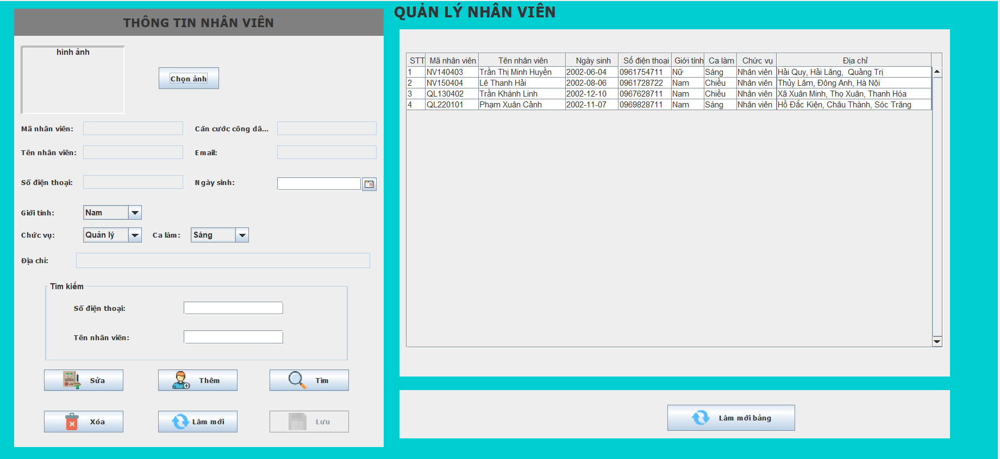 THÔNG TIN NHÂN VIÊN
hình ảnh
Chọn ảnh
Mã nhân viên:
Căn cước công dâ...
Tên nhân viên:
Email:
Số điện thoại:
Ngày sinh:
Giới tính:
Nam
Chức vụ:
Quản lý
Ca làm:
Sáng
Địa chỉ:
Tìm kiếm
Số điện thoại:
Tên nhân viên:
Sửa
Thêm
Tìm
Xóa
Làm mới
Lưu
QUẢN LÝ NHÂN VIÊN
STT Mã nhân viên Tên nhân viên Ngày sinh Số điện thoại Giới tính Ca làm Chức vụ Địa chỉ
1 NV140403 Trần Thị Minh Huyền 2002-06-04 0961754711 Nữ Sáng Nhân viên Hải Quy, Hải Lăng, Quảng Trị
2 NV150404 Lê Thanh Hải 2002-08-06 0961728722 Nam Chiều Nhân viên Thủy Lâm, Đông Anh, Hà Nội
3 QL130402 Trần Khánh Linh 2002-12-10 0967628711 Nam Chiều Nhân viên Xã Xuân Minh, Thọ Xuân, Thanh Hóa
4 QL220101 Phạm Xuân Cảnh 2002-11-07 0969828711 Nam Sáng Nhân viên Hồ Đắc Kiện, Châu Thành, Sóc Trăng
Làm mới bảng